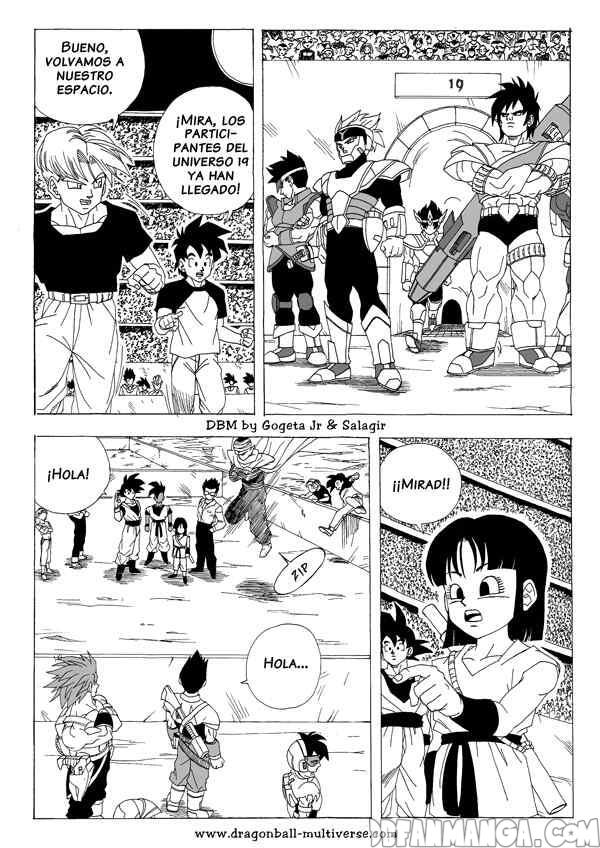 BUENO,
VOLVAMOS A
NUESTRO
ESPACIO.
¡MIRA, LOS
PARTICI-
PANTES DEL
UNIVERSO 19
YA HAN
LLEGADO!
19
DBM by Gogeta Jr & Salagir
¡HOLA!
ZIP
HOLA...
¡¡MIRAD!!
www.dragonball-multiverse.com
DBFANMANGA.COM